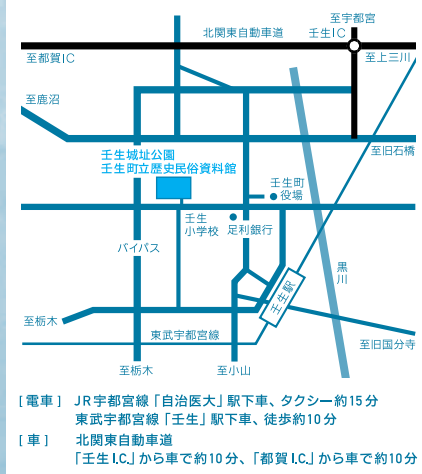 至宇都宮
北関東自動車道
壬生IC
至都賀IC
至上三川
至鹿沼
至旧石橋
壬生城址公園
壬生町立歴史民俗資料館
壬生町
役場
壬生
小学校
足利銀行
バイパス
黒川
壬生駅
至栃木
東武宇都宮線
至旧国分寺
至栃木
至小山
[電車] JR宇都宮線「自治医大」駅下車、タクシー約15分
東武宇都宮線「壬生」駅下車、徒歩約10分
[車] 北関東自動車道
「壬生I.C.」から車で約10分、「都賀I.C.」から車で約10分